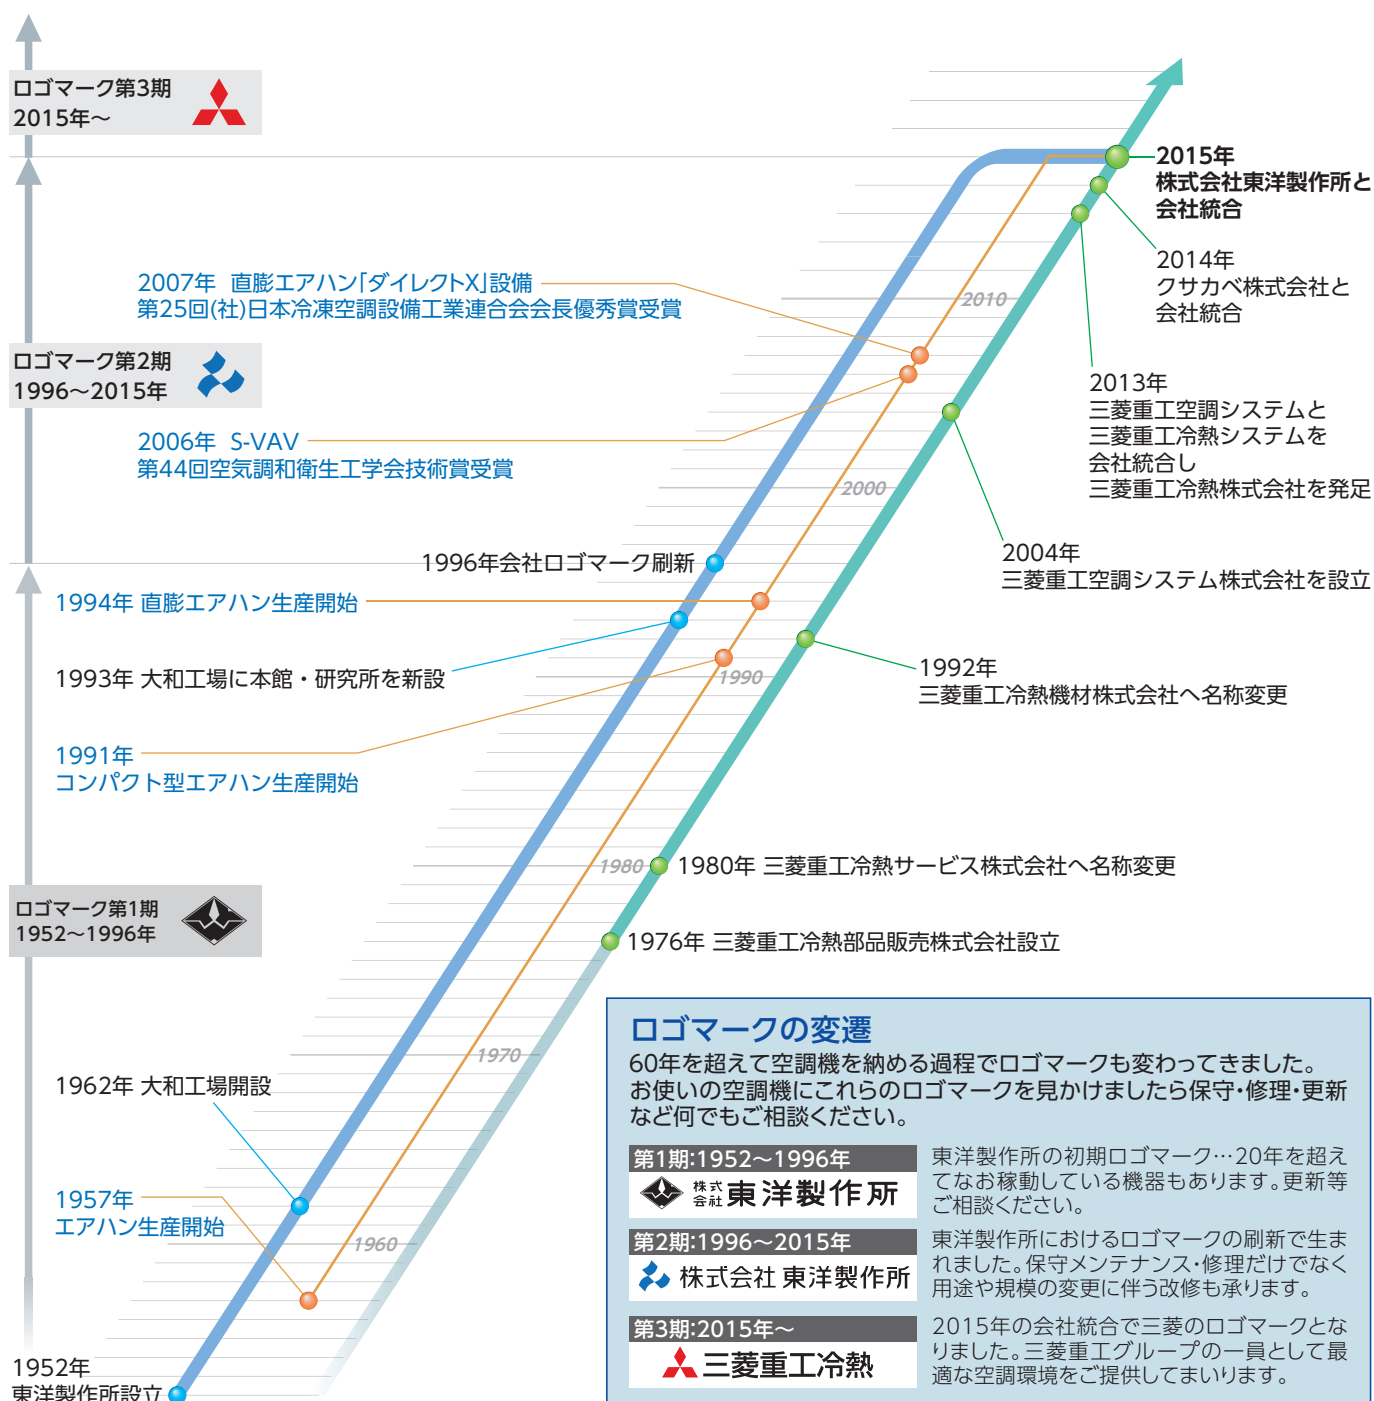 ロゴマーク第3期
2015年～
2015年
株式会社東洋製作所と
会社統合
2014年
クサカベ株式会社と
会社統合
2007年 直膨エアハン｢ダイレクトX｣設備
第25回(社)日本冷凍空調設備工業連合会会長優秀賞受賞
2010
ロゴマーク第2期
1996～2015年
2013年
三菱重工空調システムと
三菱重工冷熱システムを
会社統合し
三菱重工冷熱株式会社を発足
2006年 S-VAV
第44回空気調和衛生工学会技術賞受賞
2000
2004年
三菱重工空調システム株式会社を設立
1996年会社ロゴマーク刷新
1994年 直膨エアハン生産開始
1993年 大和工場に本館・研究所を新設
1990
1992年
三菱重工冷熱機材株式会社へ名称変更
1991年
コンパクト型エアハン生産開始
1980
1980年 三菱重工冷熱サービス株式会社へ名称変更
ロゴマーク第1期
1952～1996年
1976年 三菱重工冷熱部品販売株式会社設立
1970
1962年 大和工場開設
1957年
エアハン生産開始
1960
1952年
東洋製作所設立
ロゴマークの変遷
60年を超えて空調機を納める過程でロゴマークも変わってきました。
お使いの空調機にこれらのロゴマークを見かけましたら保守・修理・更新
など何でもご相談ください。
第1期:1952～1996年
株式会社 東洋製作所
東洋製作所の初期ロゴマーク…20年を超え
てなお稼動している機器もあります。更新等
ご相談ください。
第2期:1996～2015年
株式会社 東洋製作所
東洋製作所におけるロゴマークの刷新で生ま
れました。保守メンテナンス・修理だけでなく
用途や規模の変更に伴う改修も承ります。
第3期:2015年～
三菱重工冷熱
2015年の会社統合で三菱のロゴマークとな
りました。三菱重工グループの一員として最
適な空調環境をご提供してまいります。